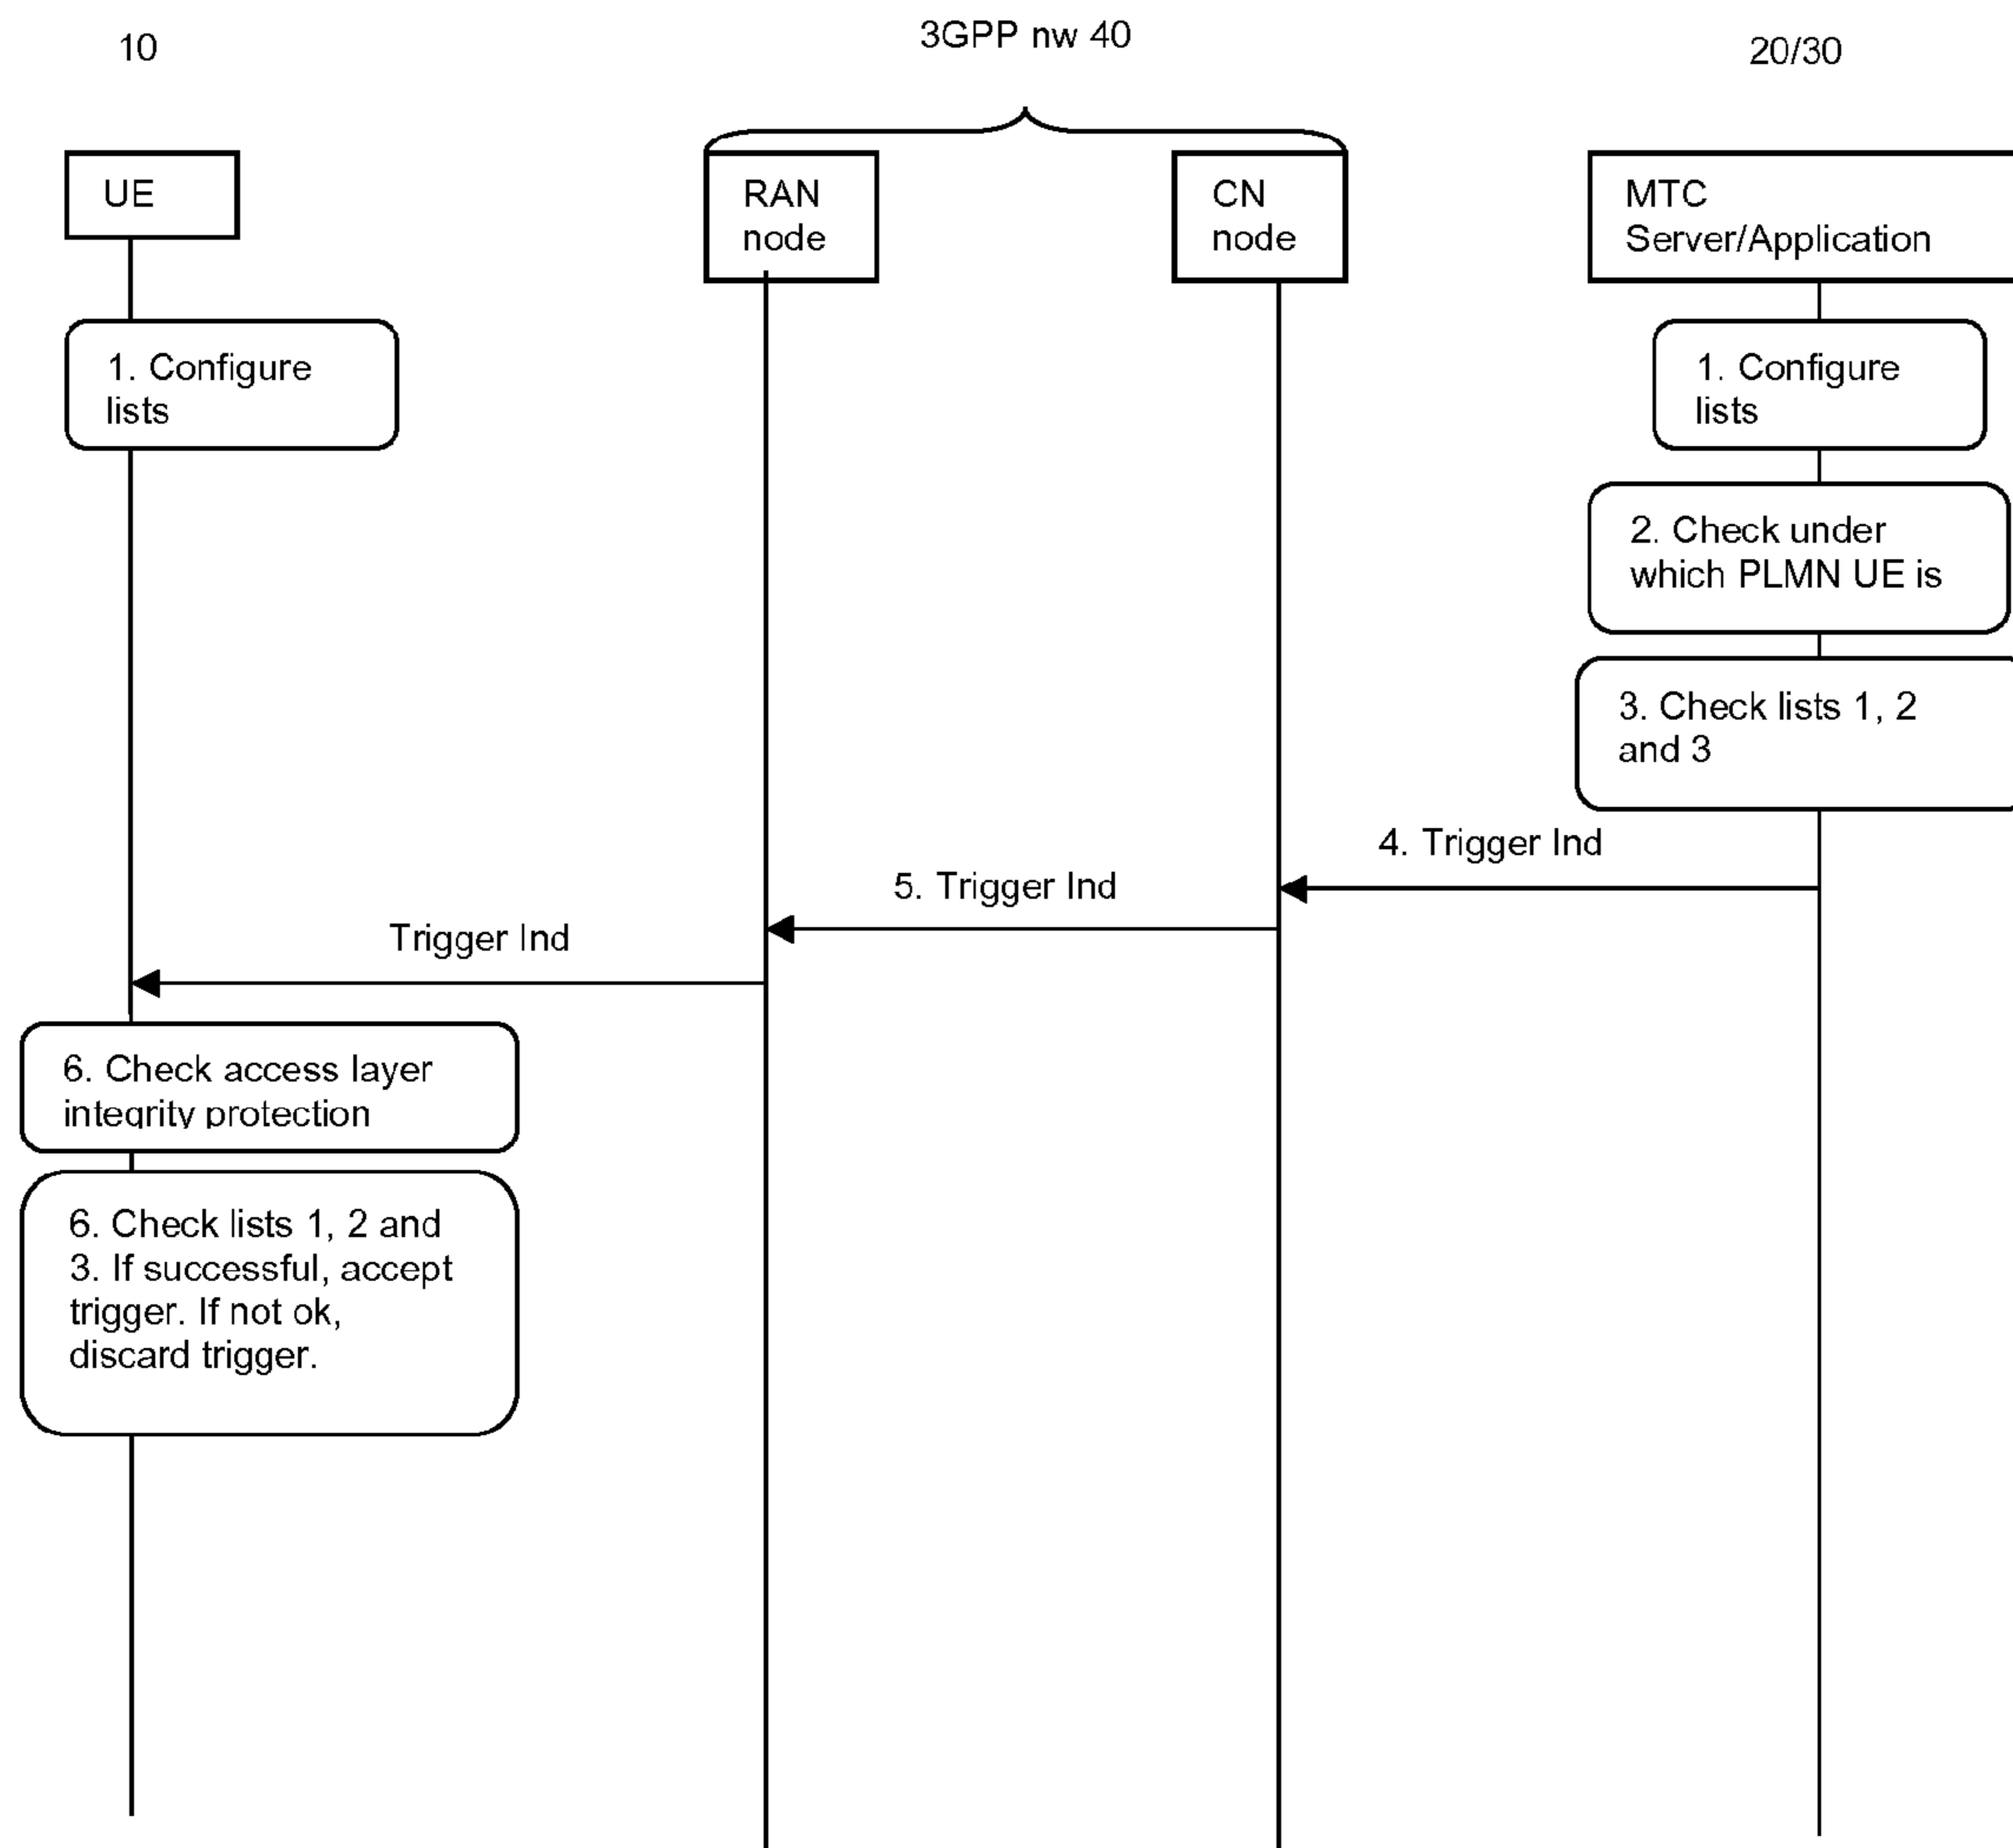 10
3GPP nw 40
20/30
UE
RAN
node
CN
node
MTC
Server/Application
1. Configure
lists
1. Configure
lists
2. Check under
which PLMN UE is
3. Check lists 1, 2
and 3
4. Trigger Ind
5. Trigger Ind
Trigger Ind
6. Check access layer
integrity protection
6. Check lists 1, 2 and
3. If successful, accept
trigger. If not ok,
discard trigger.